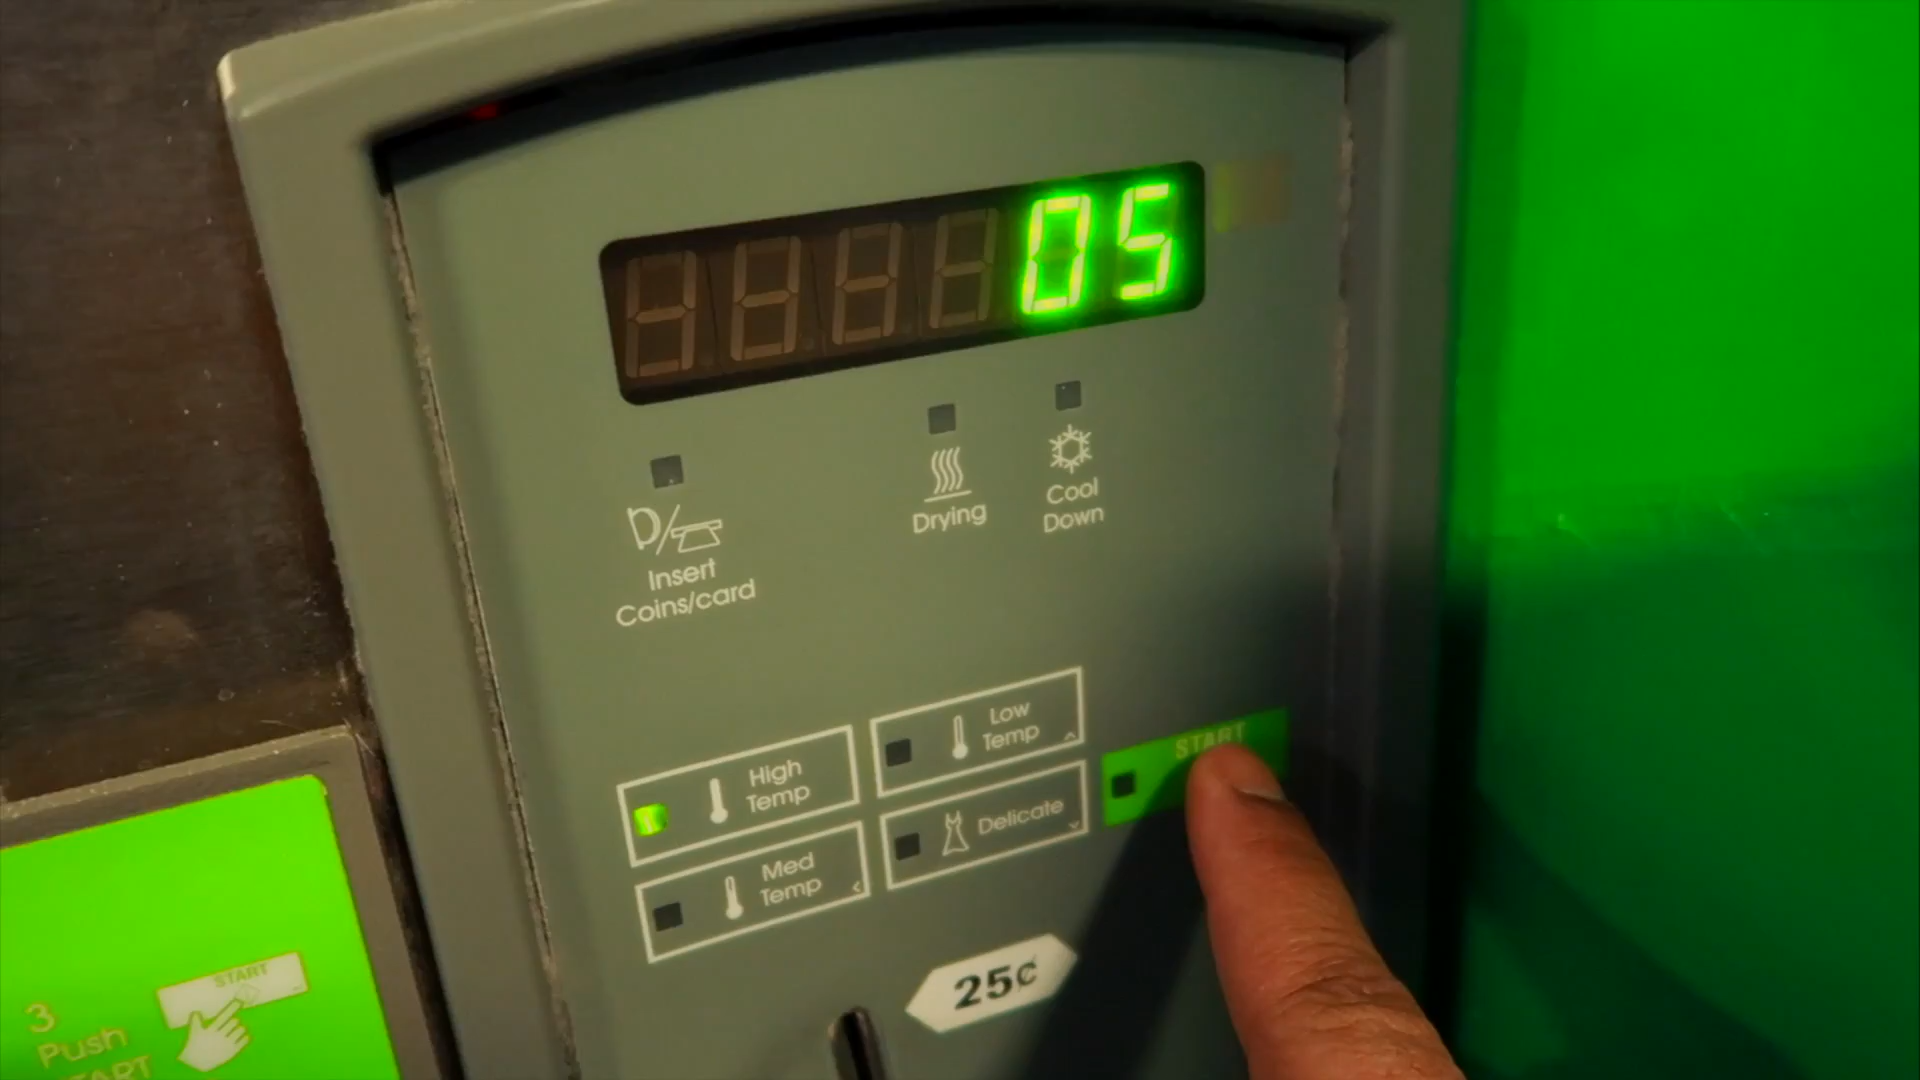 05
Insert
Coins/card
Drying
Cool
Down
High
Temp
Low
Temp
Med
Temp
Delicate
START
25¢
START
3
Push
START